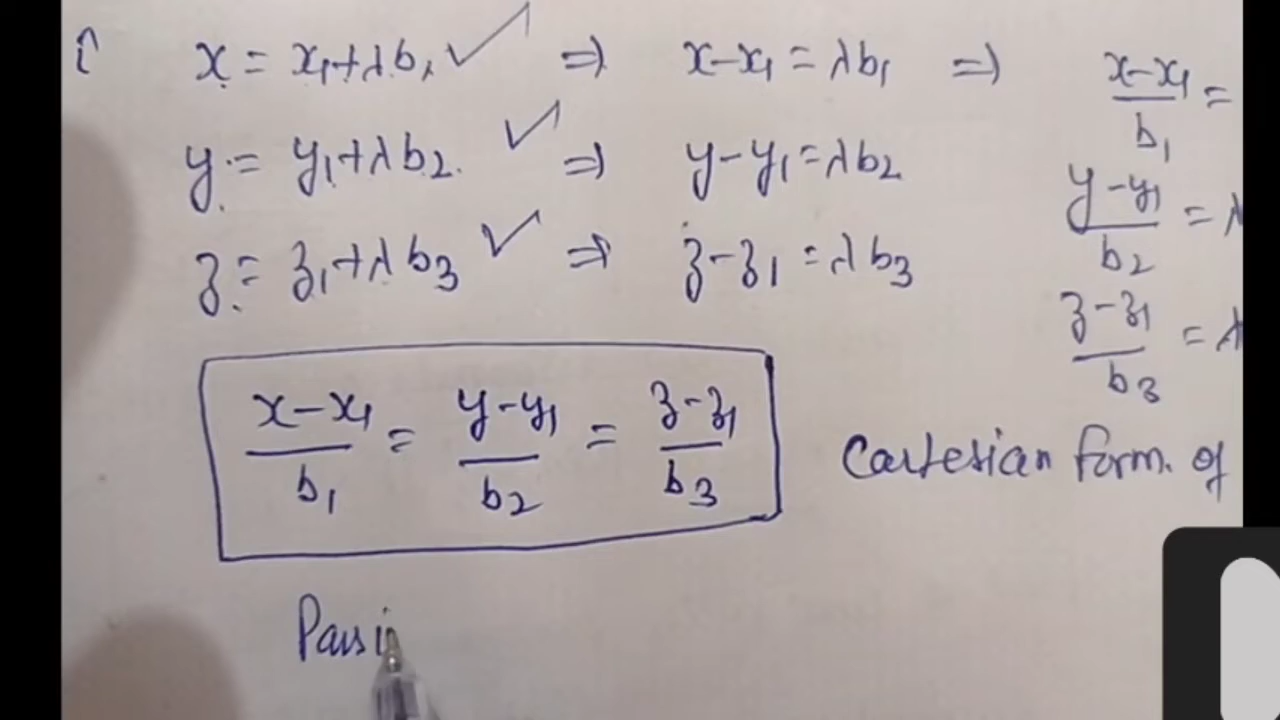 x = x₁+λb₁ ✓ ⇒ x-x₁ = λb₁ ⇒ x-x₁/b₁ =
y = y₁+λb₂. ✓ ⇒ y-y₁=λb₂ y-y₁/b₂ = λ
z = z₁+λb₃ ✓ ⇒ z-z₁ = λb₃ z-z₁/b₃ = λ
x-x₁/b₁ = y-y₁/b₂ = z-z₁/b₃ Cartesian form. of
Passi